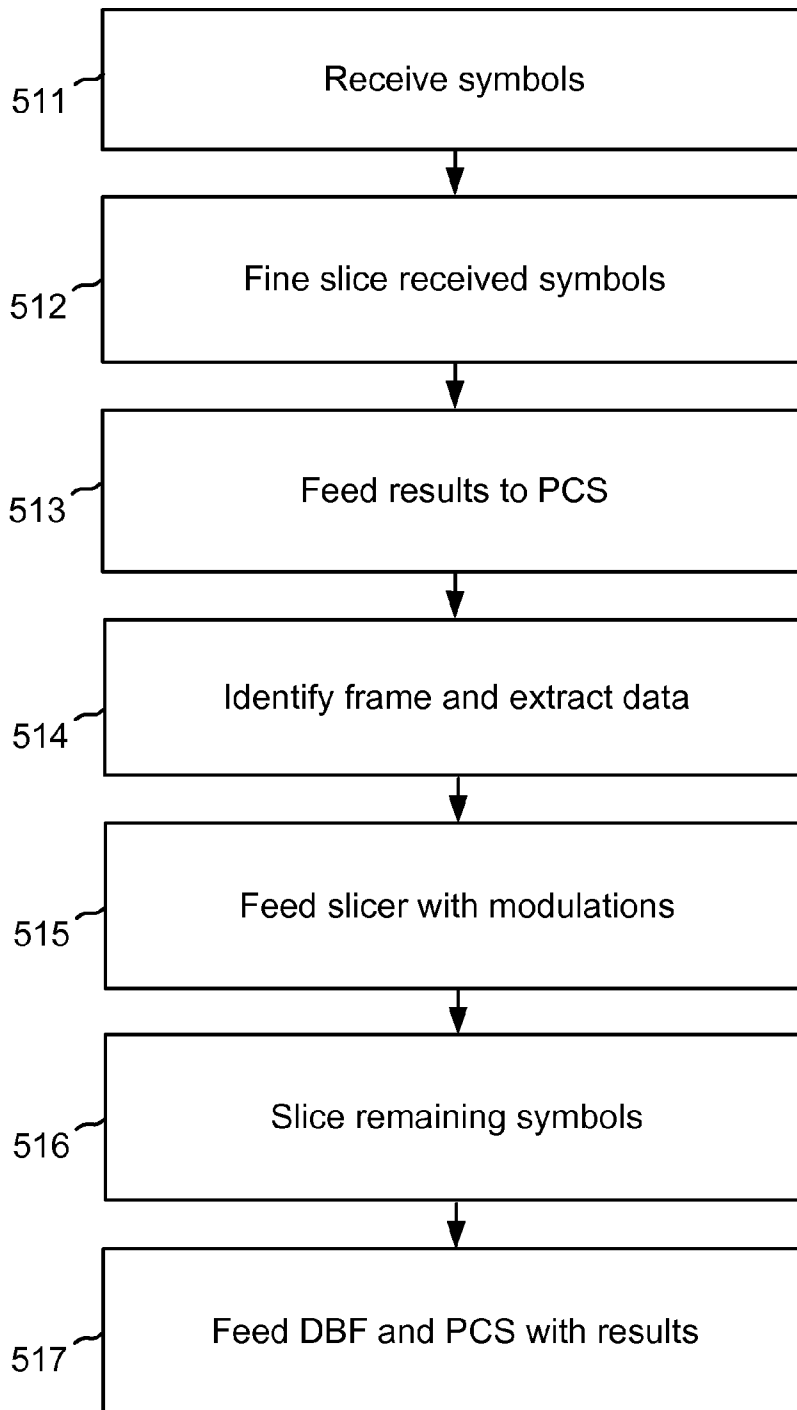 Receive symbols
511
Fine slice received symbols
512
Feed results to PCS
513
Identify frame and extract data
514
Feed slicer with modulations
515
Slice remaining symbols
516
Feed DBF and PCS with results
517